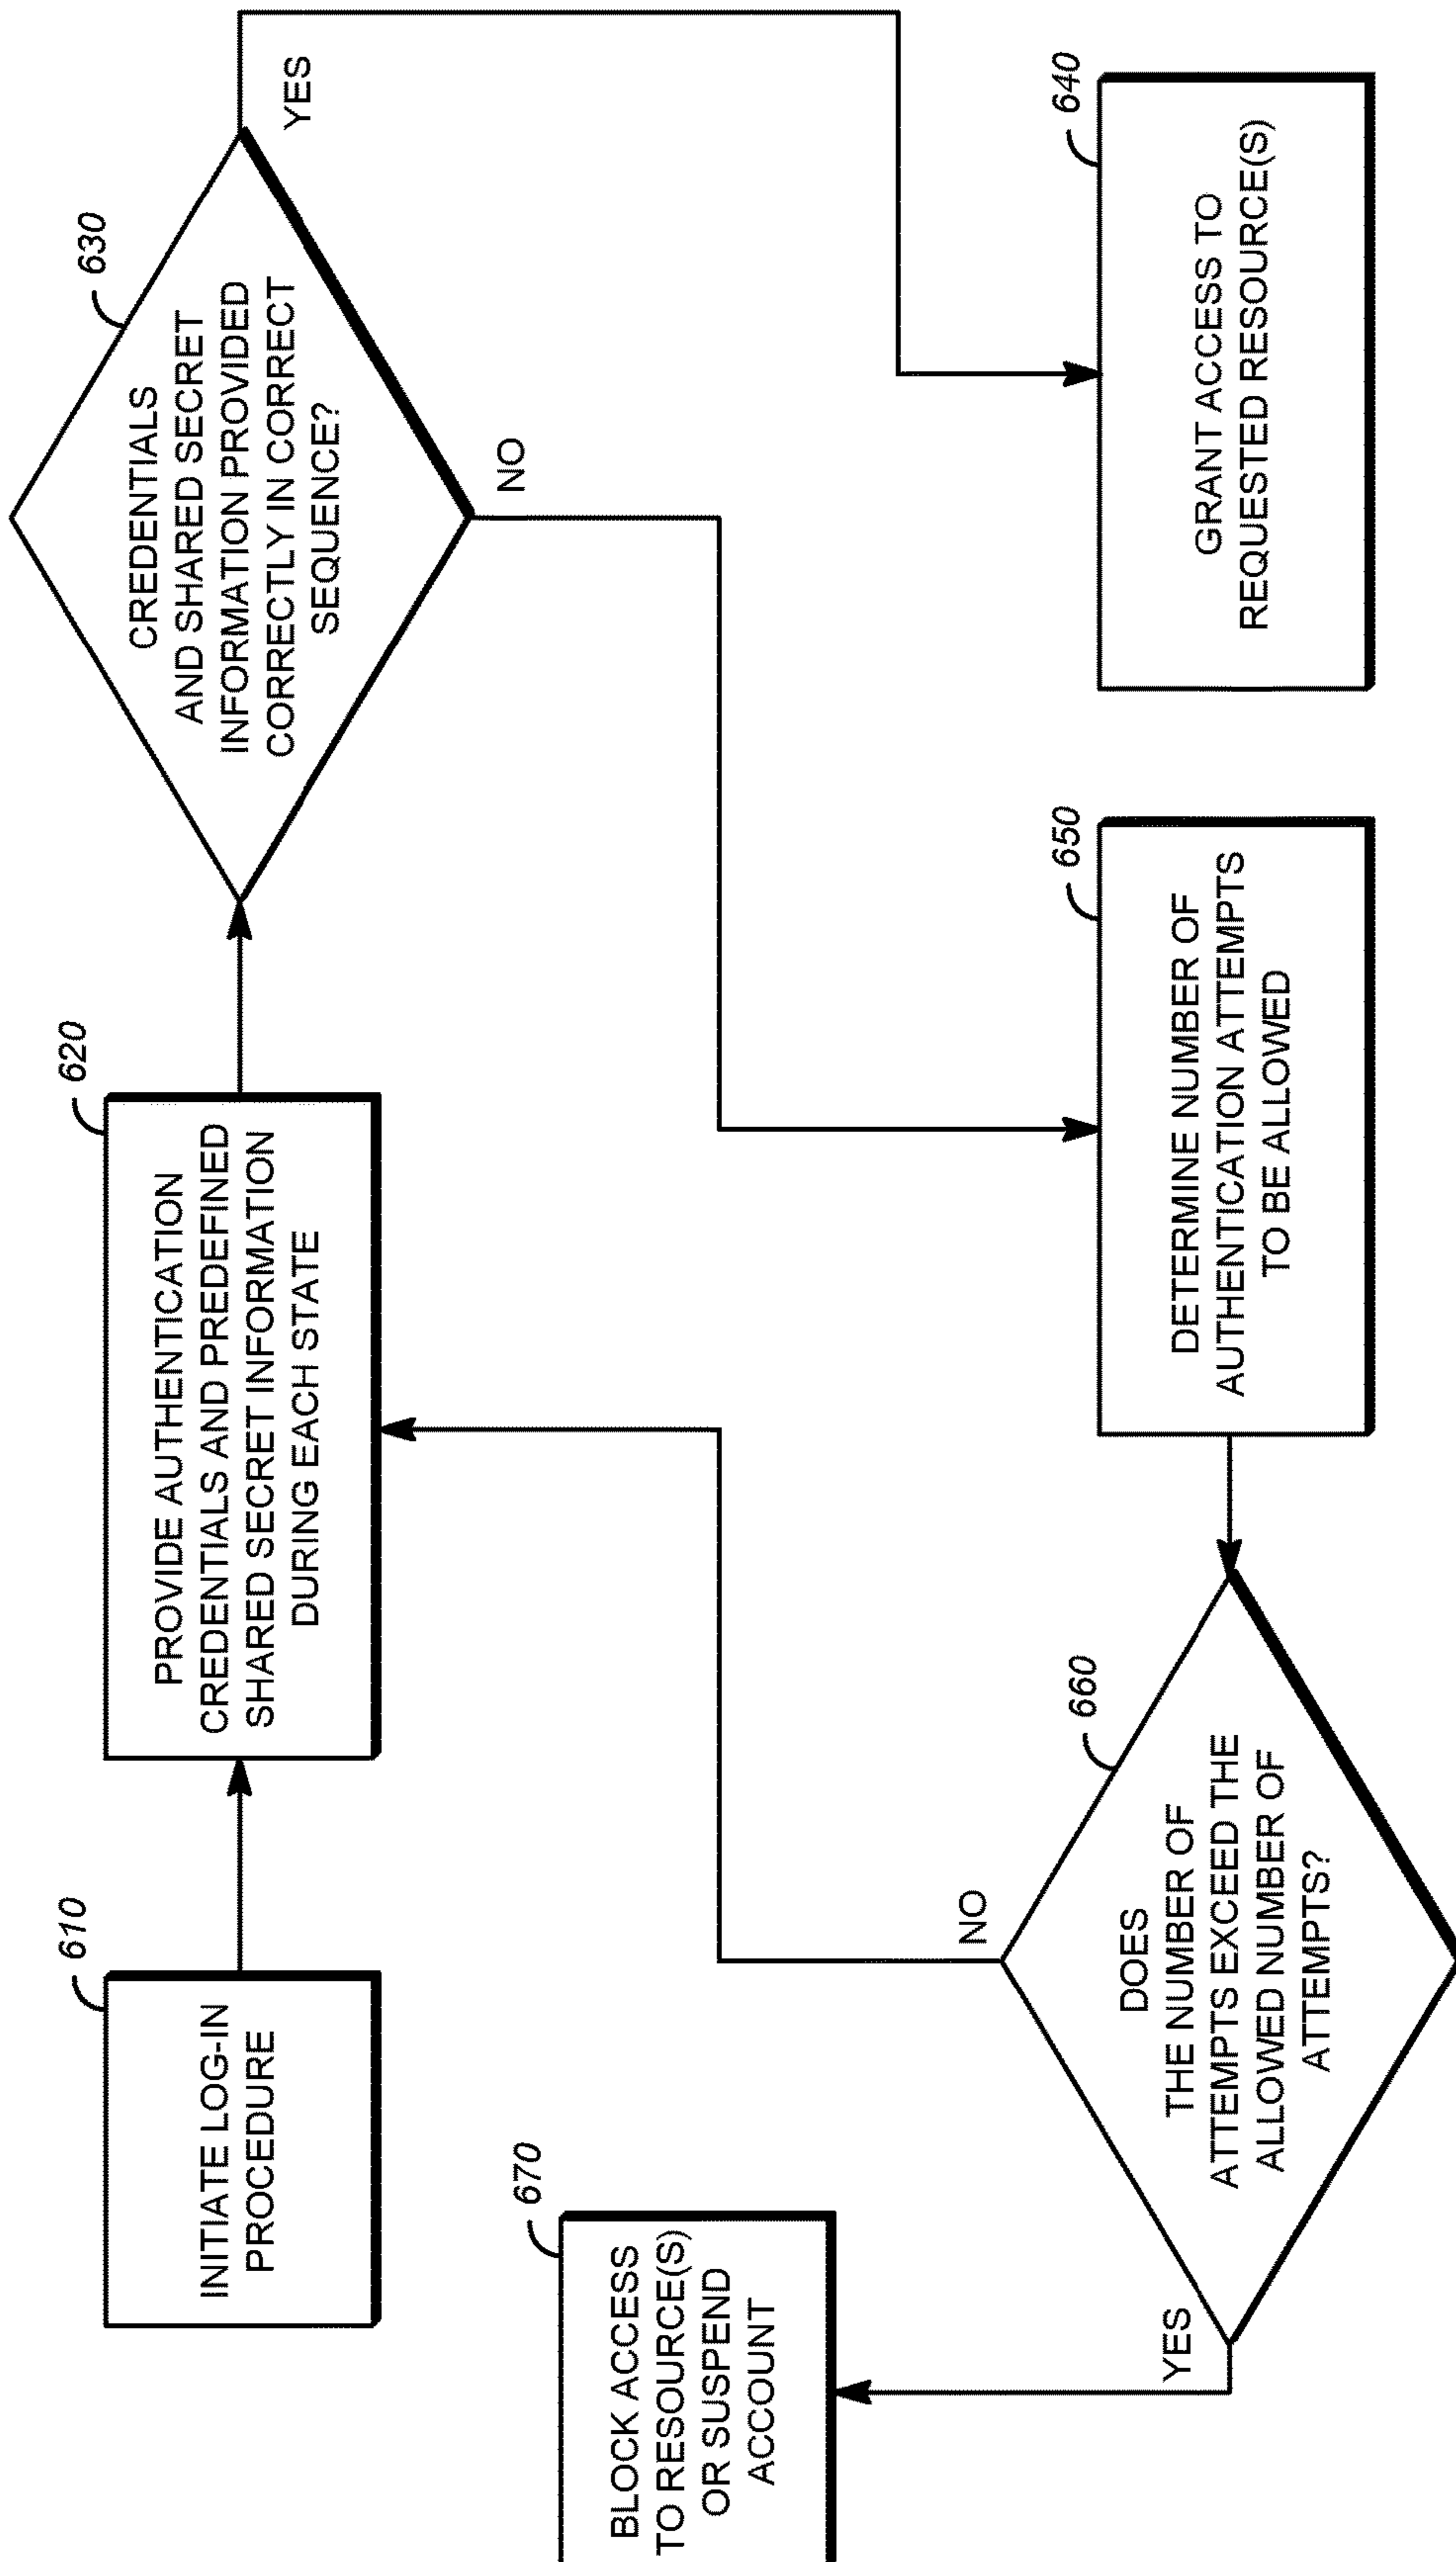 610
INITIATE LOG-IN
PROCEDURE
620
PROVIDE AUTHENTICATION
CREDENTIALS AND PREDEFINED
SHARED SECRET INFORMATION
DURING EACH STATE
630
CREDENTIALS
AND SHARED SECRET
INFORMATION PROVIDED
CORRECTLY IN CORRECT
SEQUENCE?
YES
NO
640
GRANT ACCESS TO
REQUESTED RESOURCE(S)
650
DETERMINE NUMBER OF
AUTHENTICATION ATTEMPTS
TO BE ALLOWED
660
DOES
THE NUMBER OF
ATTEMPTS EXCEED THE
ALLOWED NUMBER OF
ATTEMPTS?
NO
YES
670
BLOCK ACCESS
TO RESOURCE(S)
OR SUSPEND
ACCOUNT